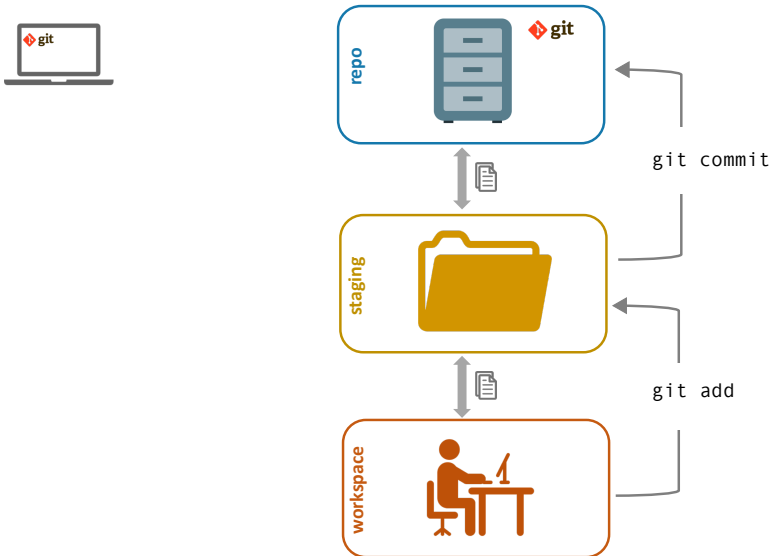 git
git
repo
git commit
staging
git add
workspace